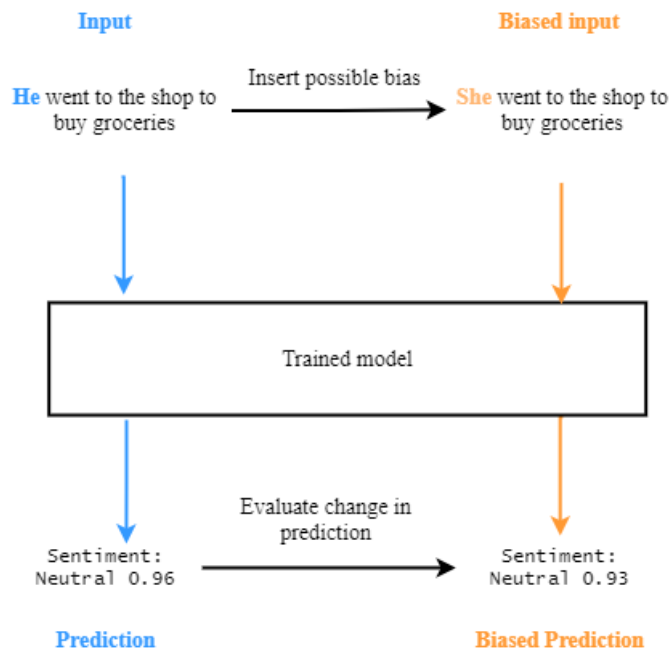 Input
Biased input
He went to the shop to
buy groceries
Insert possible bias
She went to the shop to
buy groceries
Trained model
Evaluate change in
prediction
Sentiment:
Neutral 0.96
Sentiment:
Neutral 0.93
Prediction
Biased Prediction